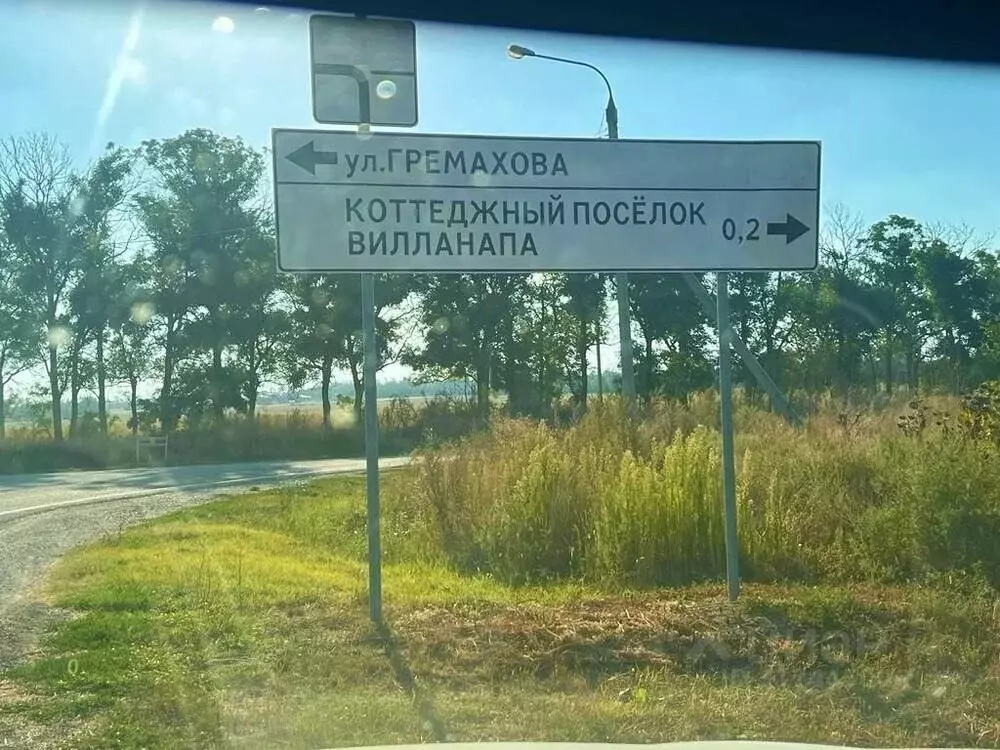 ул.ГРЕМАХОВА
КОТТЕДЖНЫЙ ПОСЁЛОК
ВИЛЛАНАПА
0,2